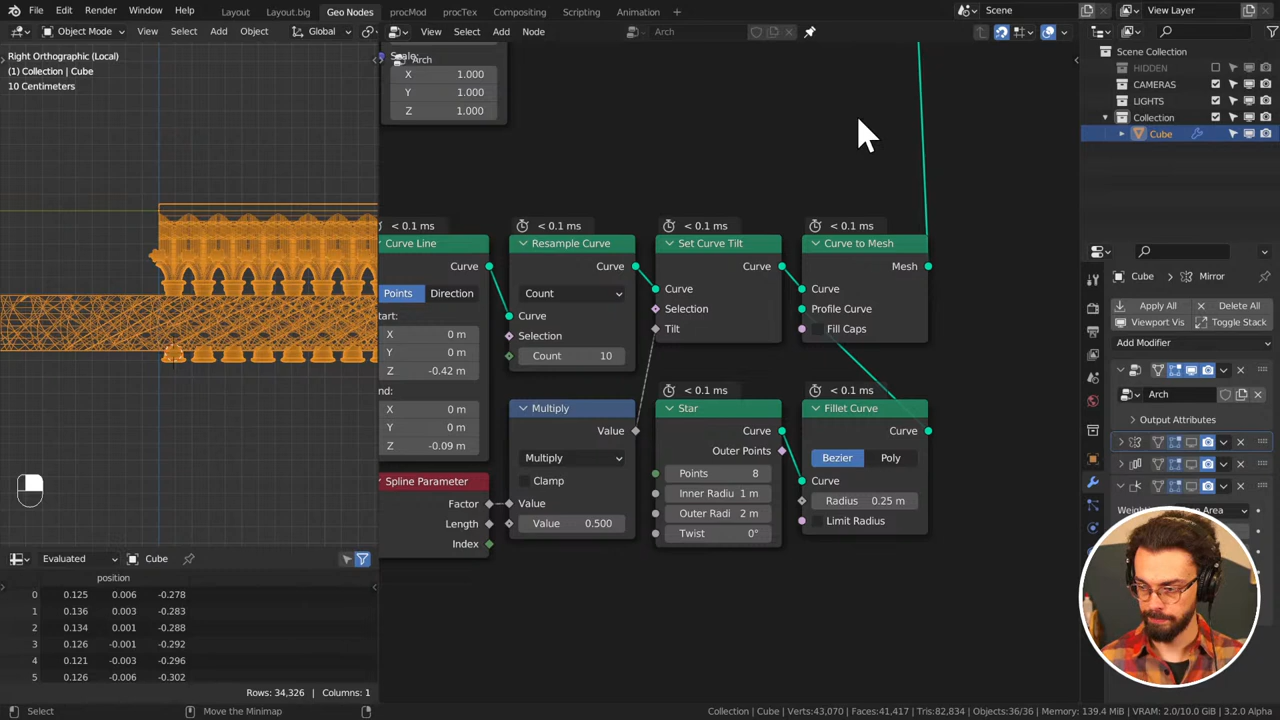 File Edit Render Window Help Layout Layout.big Geo Nodes procMod procTex Compositing Scripting Animation + Scene View Layer
Object Mode View Select Add Object Global View Select Add Node Arch
Right Orthographic (Local)
(1) Collection | Cube
10 Centimeters
Scale:
Arch
X 1.000
Y 1.000
Z 1.000
Scene Collection
HIDDEN
CAMERAS
LIGHTS
Collection
Cube
< 0.1 ms < 0.1 ms < 0.1 ms < 0.1 ms
Curve Line Resample Curve Set Curve Tilt Curve to Mesh
Curve Curve Curve Mesh
Points Direction Count Curve Curve
Start: Curve Selection Profile Curve
X 0 m Selection Tilt Fill Caps
Y 0 m Count 10
Z -0.42 m
nd:
X 0 m
Y 0 m
Z -0.09 m
< 0.1 ms < 0.1 ms
Multiply Star Fillet Curve
Value Curve Curve
Multiply Outer Points Bezier Poly
Clamp Points 8 Curve
Spline Parameter
Factor Value Inner Radiu 1 m Radius 0.25 m
Length Value 0.500 Outer Radi 2 m Limit Radius
Index Twist 0°
Cube Mirror
Apply All Delete All
Viewport Vis Toggle Stack
Add Modifier
Arch
Output Attributes
Evaluated Cube
position
0 0.125 0.006 -0.278
1 0.136 0.003 -0.283
2 0.134 0.001 -0.288
3 0.126 -0.001 -0.292
4 0.121 -0.003 -0.296
5 0.126 -0.006 -0.302
Rows: 34,326 | Columns: 1
Select Move the Minimap Collection | Cube | Verts:43,070 | Faces:41,417 | Tris:82,834 | Objects:36/36 | Memory: 139.4 MiB | VRAM: 2.0/10.0 GiB | 3.2.0 Alpha